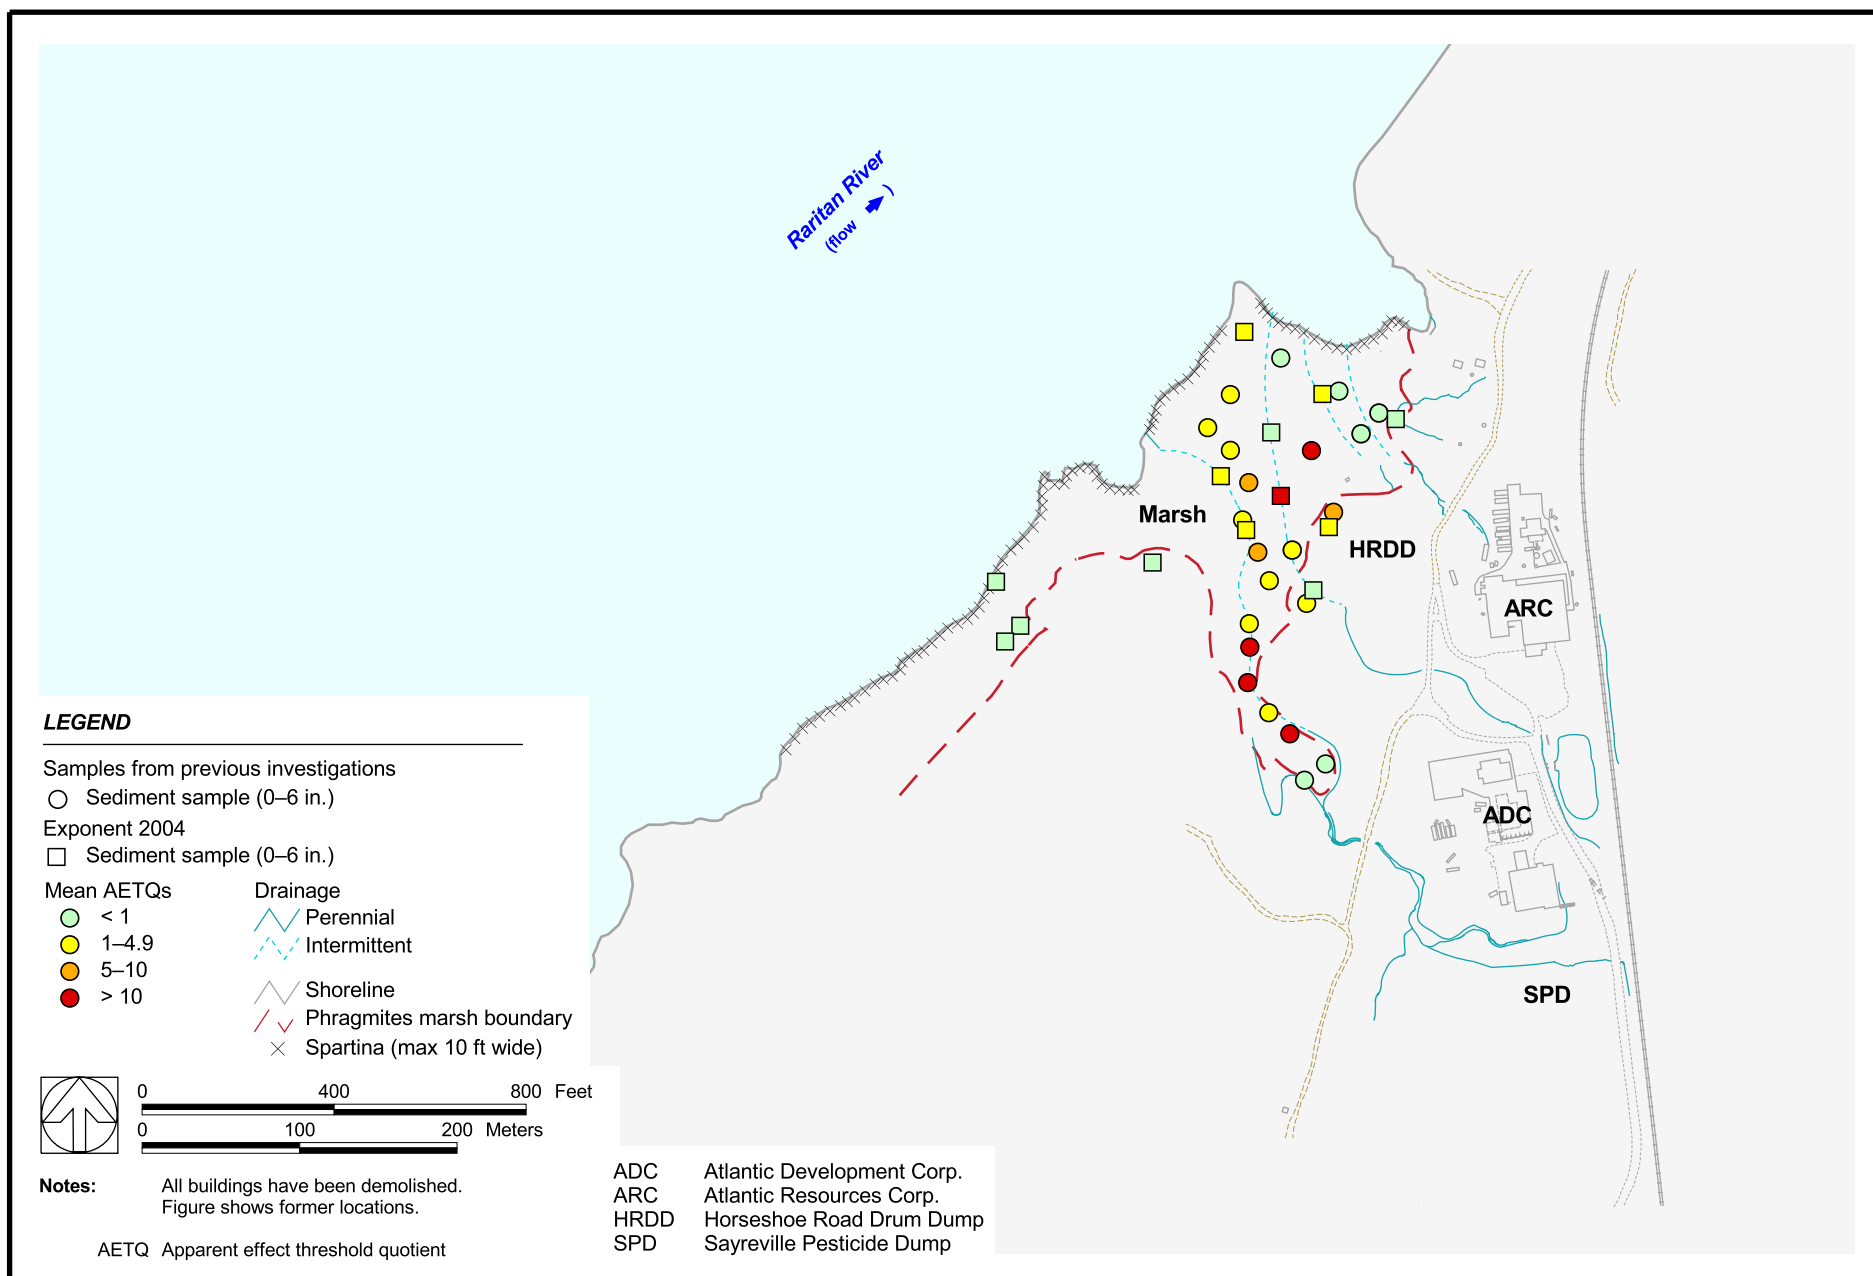 Raritan River
(flow )
Marsh
HRDD
ARC
ADC
SPD
LEGEND
Samples from previous investigations
Sediment sample (0–6 in.)
Exponent 2004
Sediment sample (0–6 in.)
Mean AETQs
< 1
1–4.9
5–10
> 10
Drainage
Perennial
Intermittent
Shoreline
Phragmites marsh boundary
Spartina (max 10 ft wide)
0 400 800 Feet
0 100 200 Meters
Notes: All buildings have been demolished.
Figure shows former locations.
AETQ Apparent effect threshold quotient
ADC Atlantic Development Corp.
ARC Atlantic Resources Corp.
HRDD Horseshoe Road Drum Dump
SPD Sayreville Pesticide Dump